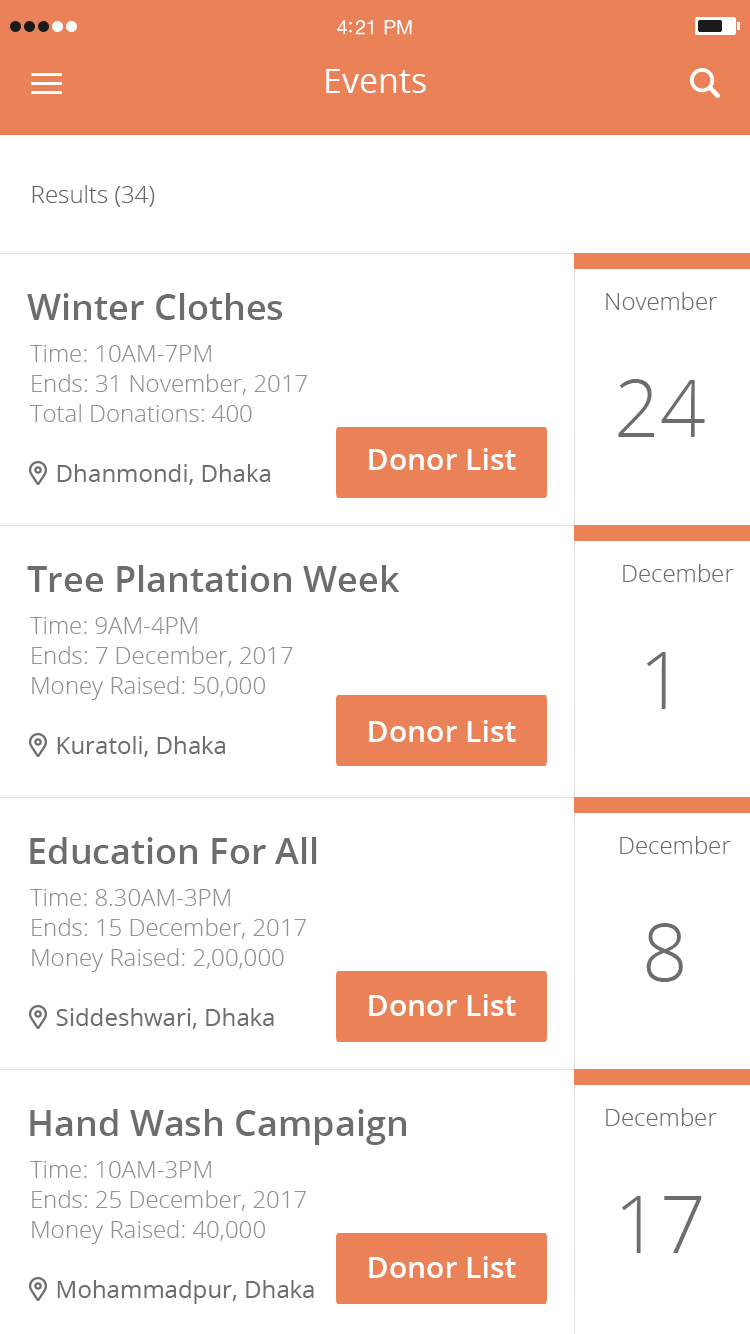 4:21 PM
Events
Results (34)
Winter Clothes
Time: 10AM-7PM
Ends: 31 November, 2017
Total Donations: 400
Dhanmondi, Dhaka
Donor List
November
24
Tree Plantation Week
Time: 9AM-4PM
Ends: 7 December, 2017
Money Raised: 50,000
Kuratoli, Dhaka
Donor List
December
1
Education For All
Time: 8.30AM-3PM
Ends: 15 December, 2017
Money Raised: 2,00,000
Siddeshwari, Dhaka
Donor List
December
8
Hand Wash Campaign
Time: 10AM-3PM
Ends: 25 December, 2017
Money Raised: 40,000
Mohammadpur, Dhaka
Donor List
December
17